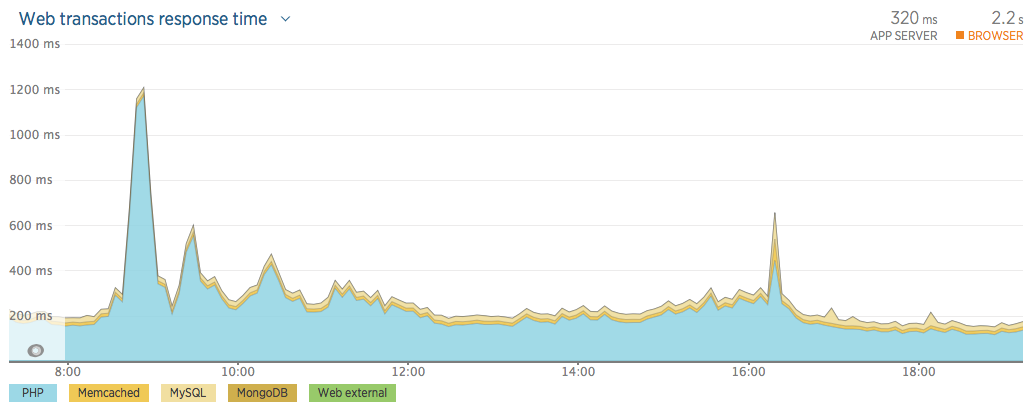 Web transactions response time
320 ms
APP SERVER
2.2 s
BROWSER
1400 ms
1200 ms
1000 ms
800 ms
600 ms
400 ms
200 ms
8:00 10:00 12:00 14:00 16:00 18:00
PHP Memcached MySQL MongoDB Web external